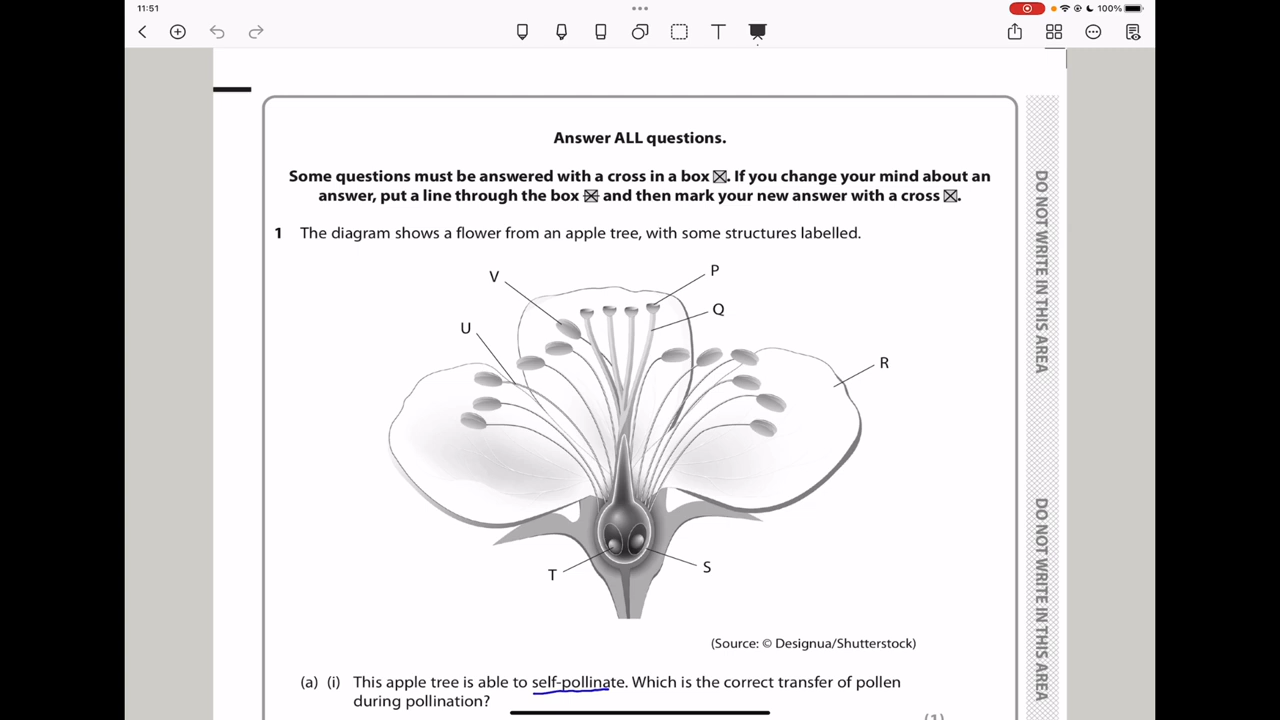 11:51
100%
T
Answer ALL questions.
Some questions must be answered with a cross in a box ☒. If you change your mind about an
answer, put a line through the box and then mark your new answer with a cross ☒.
1 The diagram shows a flower from an apple tree, with some structures labelled.
V
P
Q
U
R
T
S
(Source: © Designua/Shutterstock)
(a) (i) This apple tree is able to self-pollinate. Which is the correct transfer of pollen
during pollination?
(1)
DO NOT WRITE IN THIS AREA
DO NOT WRITE IN THIS AREA